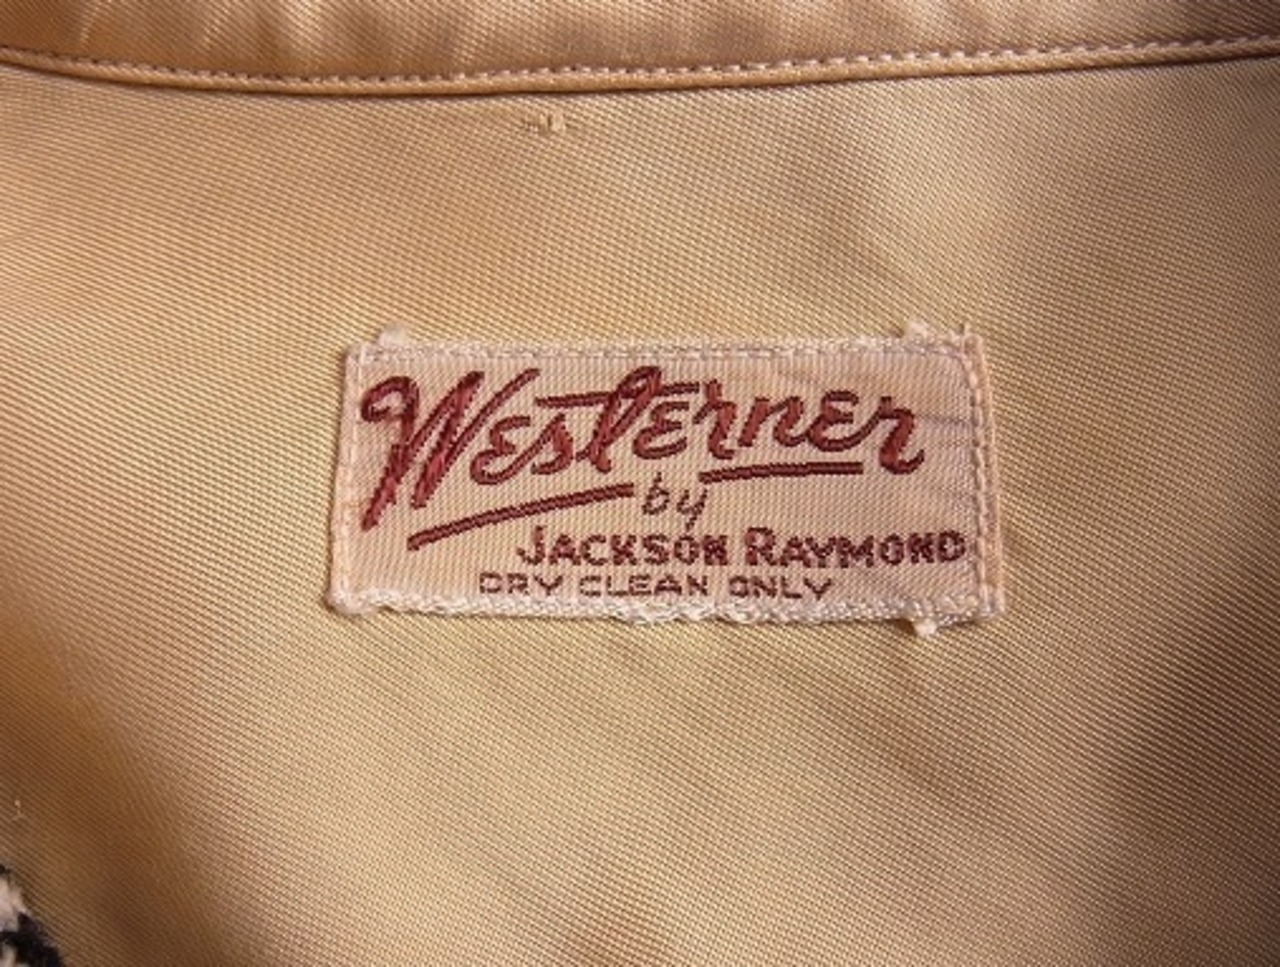 Westerner
by
JACKSON RAYMOND
DRY CLEAN ONLY